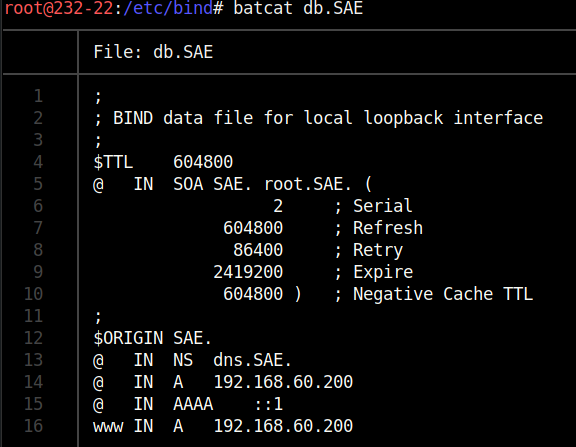 root@232-22:/etc/bind# batcat db.SAE
File: db.SAE
1 ;
2 ; BIND data file for local loopback interface
3 ;
4 $TTL    604800
5 @   IN  SOA SAE. root.SAE. (
6                   2     ; Serial
7              604800     ; Refresh
8               86400     ; Retry
9             2419200     ; Expire
10             604800 )   ; Negative Cache TTL
11 ;
12 $ORIGIN SAE.
13 @   IN  NS  dns.SAE.
14 @   IN  A   192.168.60.200
15 @   IN  AAAA    ::1
16 www IN  A   192.168.60.200